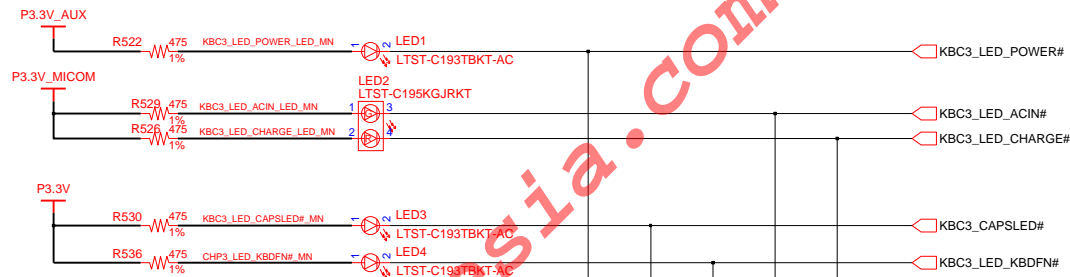 P3.3V_AUX
R522 475 KBC3_LED_POWER_LED_MN 1 2 LED1 KBC3_LED_POWER#
1% LTST-C193TBKT-AC
P3.3V_MICOM
LED2
LTST-C195KGJRKT
R529 475 KBC3_LED_ACIN_LED_MN 1 G 3 KBC3_LED_ACIN#
1%
R526 475 KBC3_LED_CHARGE_LED_MN 2 R 4 KBC3_LED_CHARGE#
1%
P3.3V
R530 475 KBC3_LED_CAPSLED#_MN 1 2 LED3 KBC3_CAPSLED#
1% LTST-C193TBKT-AC
R536 475 CHP3_LED_KBDFN#_MN 1 2 LED4 KBC3_LED_KBDFN#
1% LTST-C193TBKT-AC
sia.com